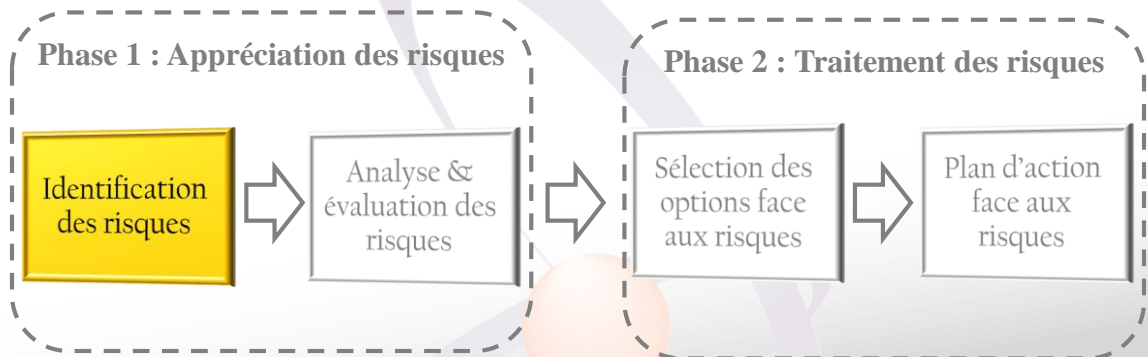 Phase 1 : Appréciation des risques
Identification
des risques
Analyse &
évaluation des
risques
Phase 2 : Traitement des risques
Sélection des
options face
aux risques
Plan d'action
face aux
risques